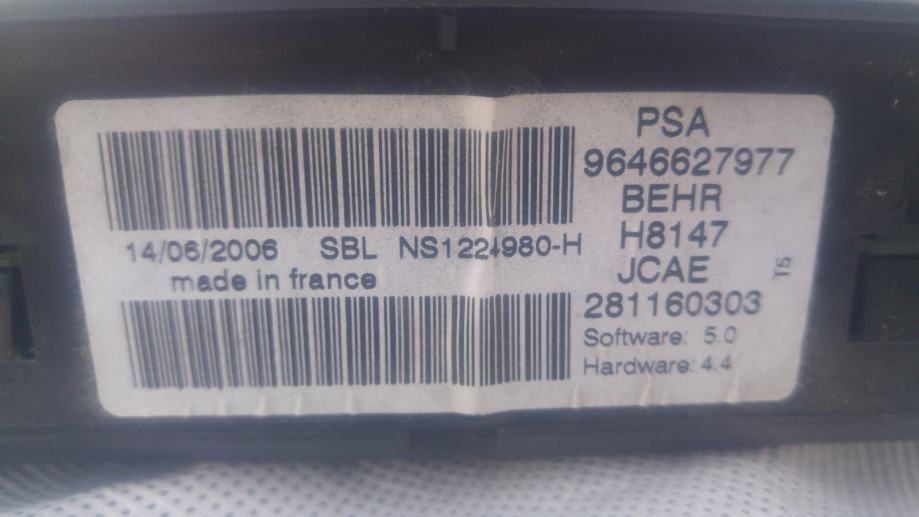 PSA
9646627977
BEHR
H8147
JCAE
281160303
Software: 5.0
Hardware: 4.4
T5
14/06/2006 SBL NS1224980-H
made in france